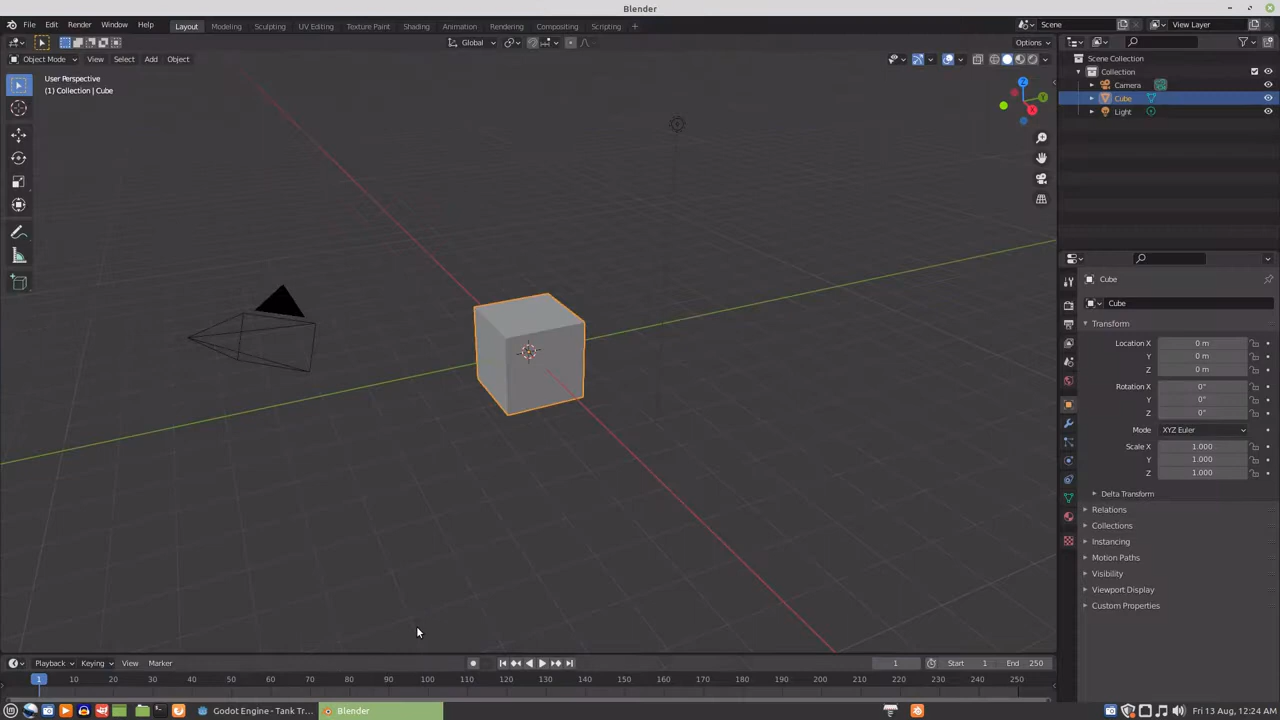 Blender
File Edit Render Window Help Layout Modeling Sculpting UV Editing Texture Paint Shading Animation Rendering Compositing Scripting + Scene View Layer
Global Options
Object Mode View Select Add Object
User Perspective
(1) Collection | Cube
Z
Y
X
Scene Collection
Collection
Camera
Cube
Light
Cube
Cube
Transform
Location X 0 m
Y 0 m
Z 0 m
Rotation X 0°
Y 0°
Z 0°
Mode XYZ Euler
Scale X 1.000
Y 1.000
Z 1.000
Delta Transform
Relations
Collections
Instancing
Motion Paths
Visibility
Viewport Display
Custom Properties
Playback Keying View Marker 1 Start 1 End 250
1 10 20 30 40 50 60 70 80 90 100 110 120 130 140 150 160 170 180 190 200 210 220 230 240 250
Godot Engine - Tank Tr... Blender Fri 13 Aug, 12:24 AM